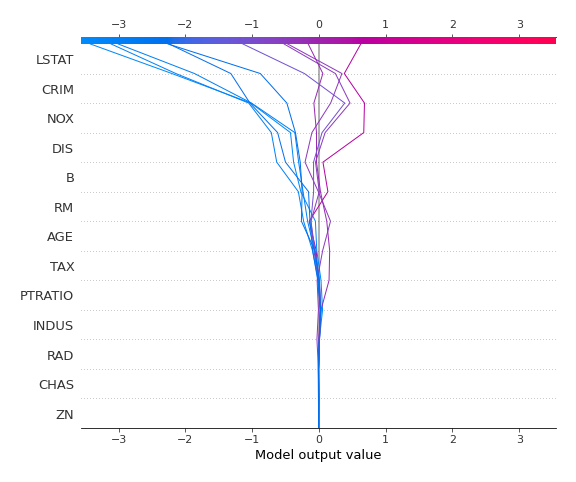 −3 −2 −1 0 1 2 3
LSTAT
CRIM
NOX
DIS
B
RM
AGE
TAX
PTRATIO
INDUS
RAD
CHAS
ZN
−3 −2 −1 0 1 2 3
Model output value